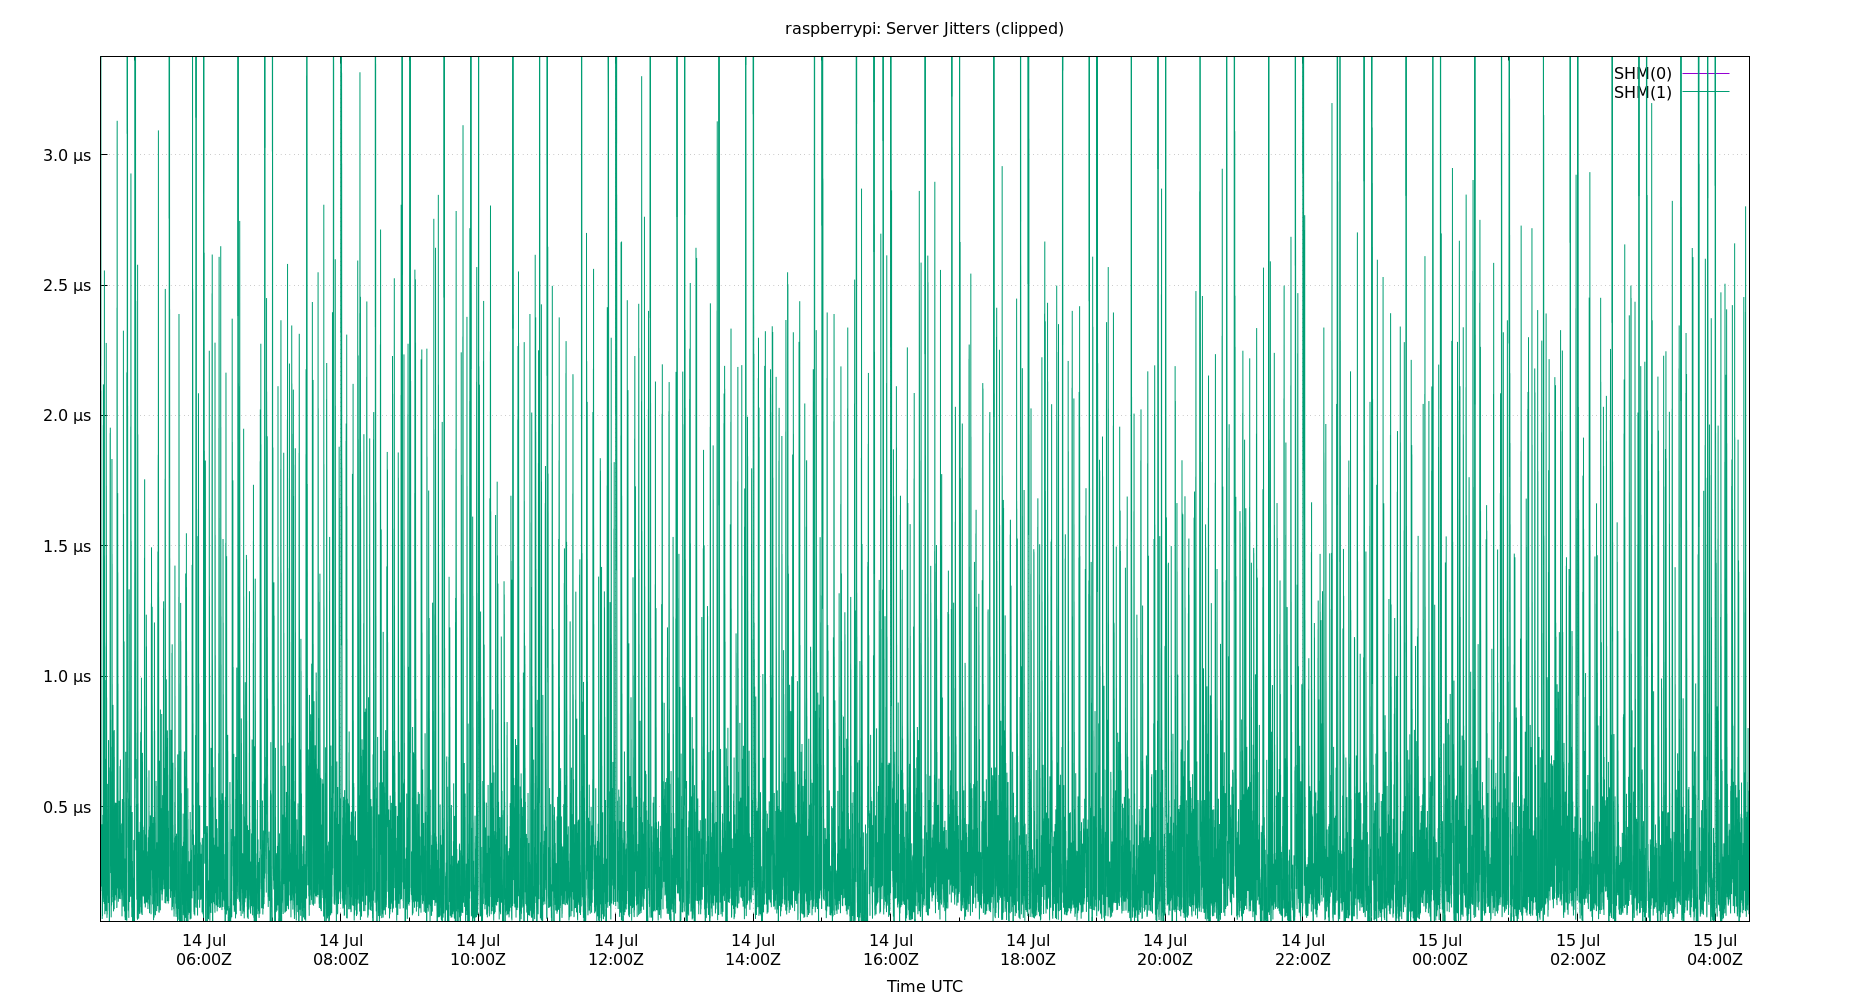 raspberrypi: Server Jitters (clipped)
SHM(0)
SHM(1)
3.0 µs
2.5 µs
2.0 µs
1.5 µs
1.0 µs
0.5 µs
14 Jul 14 Jul 14 Jul 14 Jul 14 Jul 14 Jul 14 Jul 14 Jul 14 Jul 15 Jul 15 Jul 15 Jul
06:00Z 08:00Z 10:00Z 12:00Z 14:00Z 16:00Z 18:00Z 20:00Z 22:00Z 00:00Z 02:00Z 04:00Z
Time UTC